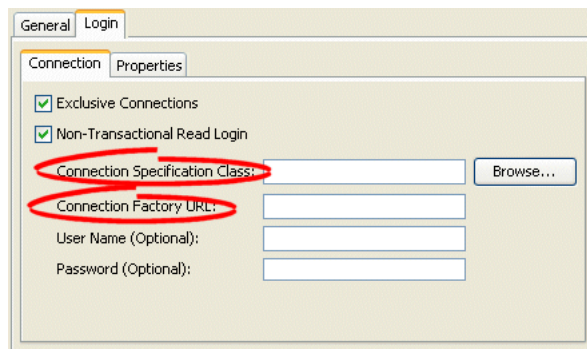 General Login
Connection Properties
Exclusive Connections
Non-Transactional Read Login
Connection Specification Class: Browse...
Connection Factory URL:
User Name (Optional):
Password (Optional):